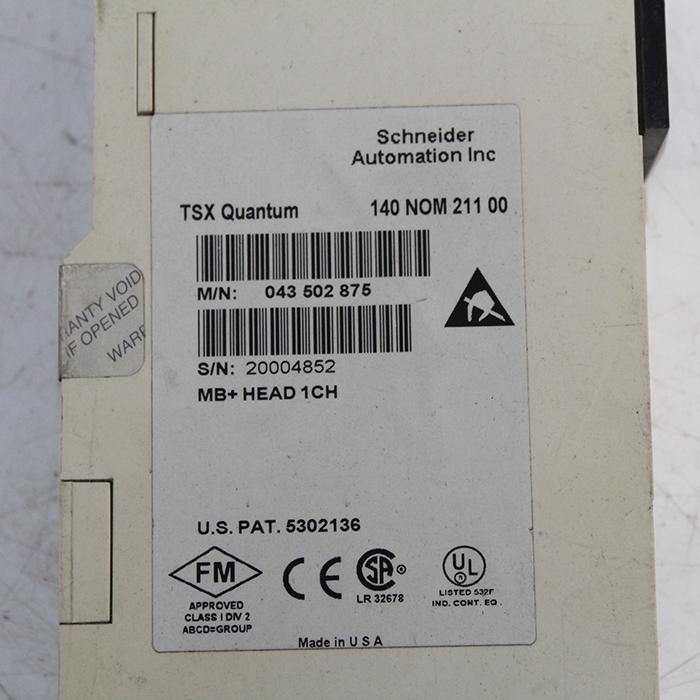 Schneider
Automation Inc
TSX Quantum 140 NOM 211 00
M/N: 043 502 875
S/N: 20004852
MB+ HEAD 1CH
VOID
IF OPENED
U.S. PAT. 5302136
FM
APPROVED
CLASS I DIV 2
ABCD=GROUP
CE
SA
LR 32678
UL
LISTED 532F
IND. CONT. EQ.
Made in U S A